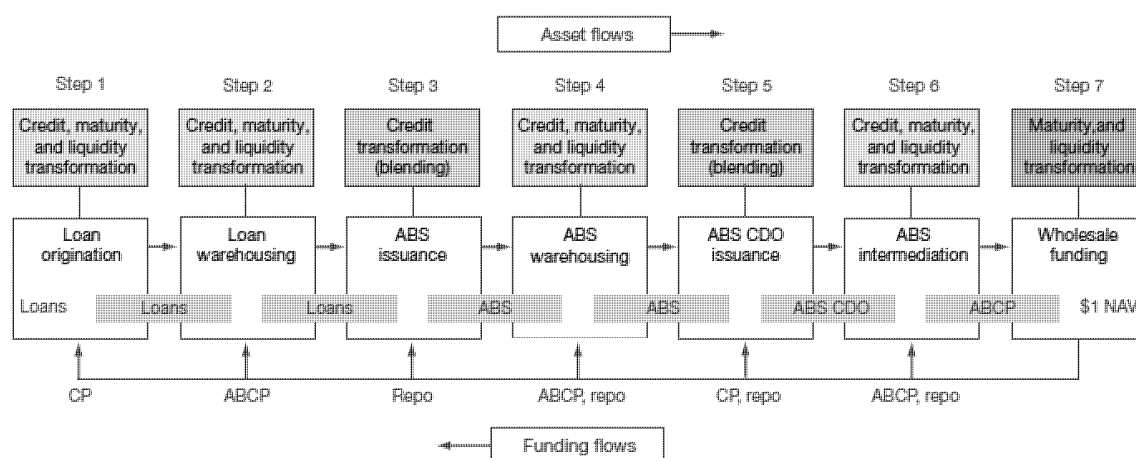 Asset flows
Step 1
Step 2
Step 3
Step 4
Step 5
Step 6
Step 7
Credit, maturity,
and liquidity
transformation
Credit, maturity,
and liquidity
transformation
Credit
transformation
(blending)
Credit, maturity,
and liquidity
transformation
Credit
transformation
(blending)
Credit, maturity,
and liquidity
transformation
Maturity, and
liquidity
transformation
Loan
origination
Loan
warehousing
ABS
issuance
ABS
warehousing
ABS CDO
issuance
ABS
intermediation
Wholesale
funding
Loans
Loans
Loans
ABS
ABS
ABS CDO
ABCP
$1 NAV
CP
ABCP
Repo
ABCP, repo
CP, repo
ABCP, repo
Funding flows